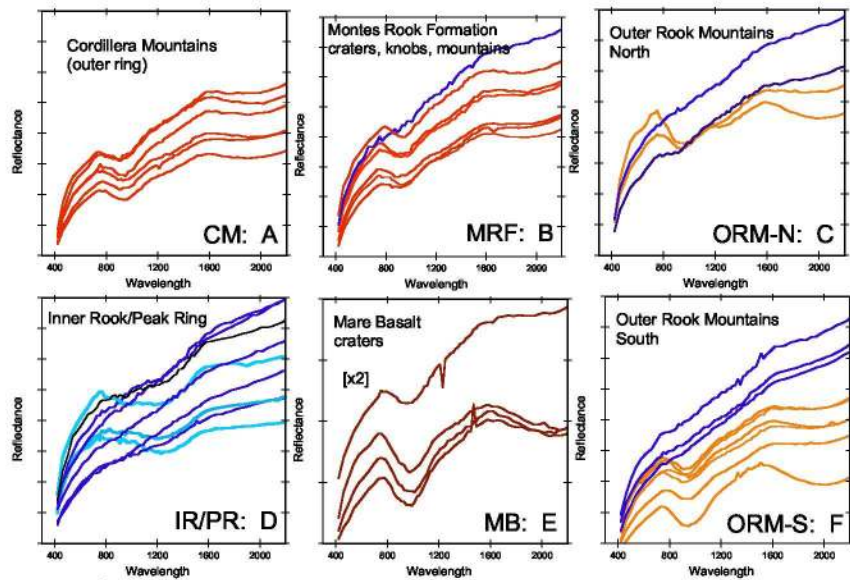 Cordillera Mountains
(outer ring)
Reflectance
CM: A
400 800 1200 1600 2000
Wavelength
Montes Rook Formation
craters, knobs, mountains
Reflectance
MRF: B
400 800 1200 1600 2000
Wavelength
Outer Rook Mountains
North
Reflectance
ORM-N: C
400 800 1200 1600 2000
Wavelength
Inner Rook/Peak Ring
Reflectance
IR/PR: D
400 800 1200 1600 2000
Wavelength
Mare Basalt
craters
[x2]
Reflectance
MB: E
400 800 1200 1600 2000
Wavelength
Outer Rook Mountains
South
Reflectance
ORM-S: F
400 800 1200 1600 2000
Wavelength